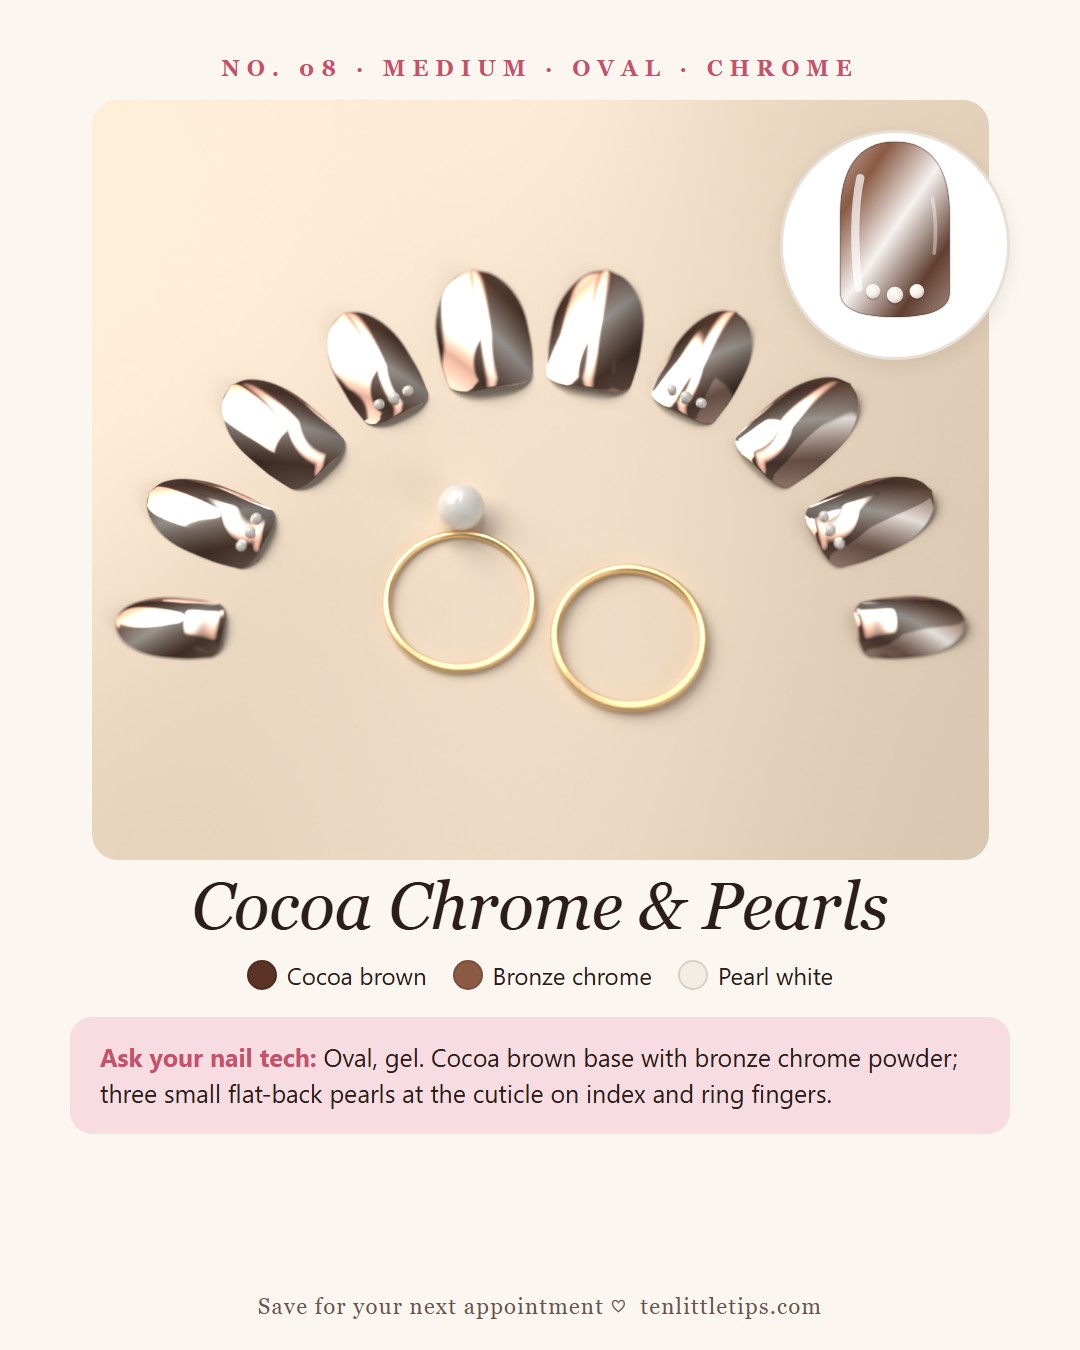 NO. 08 · MEDIUM · OVAL · CHROME
Cocoa Chrome & Pearls
Cocoa brown Bronze chrome Pearl white
Ask your nail tech: Oval, gel. Cocoa brown base with bronze chrome powder;
three small flat-back pearls at the cuticle on index and ring fingers.
Save for your next appointment ♡ tenlittletips.com